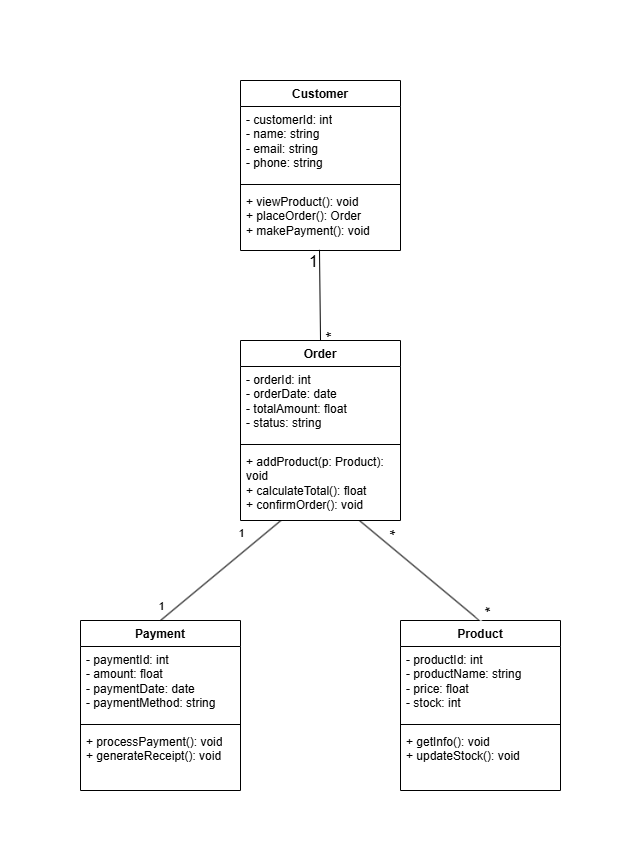 Customer
- customerId: int
- name: string
- email: string
- phone: string
+ viewProduct(): void
+ placeOrder(): Order
+ makePayment(): void
1
*
Order
- orderId: int
- orderDate: date
- totalAmount: float
- status: string
+ addProduct(p: Product):
void
+ calculateTotal(): float
+ confirmOrder(): void
1
*
1
*
Payment
- paymentId: int
- amount: float
- paymentDate: date
- paymentMethod: string
+ processPayment(): void
+ generateReceipt(): void
Product
- productId: int
- productName: string
- price: float
- stock: int
+ getInfo(): void
+ updateStock(): void